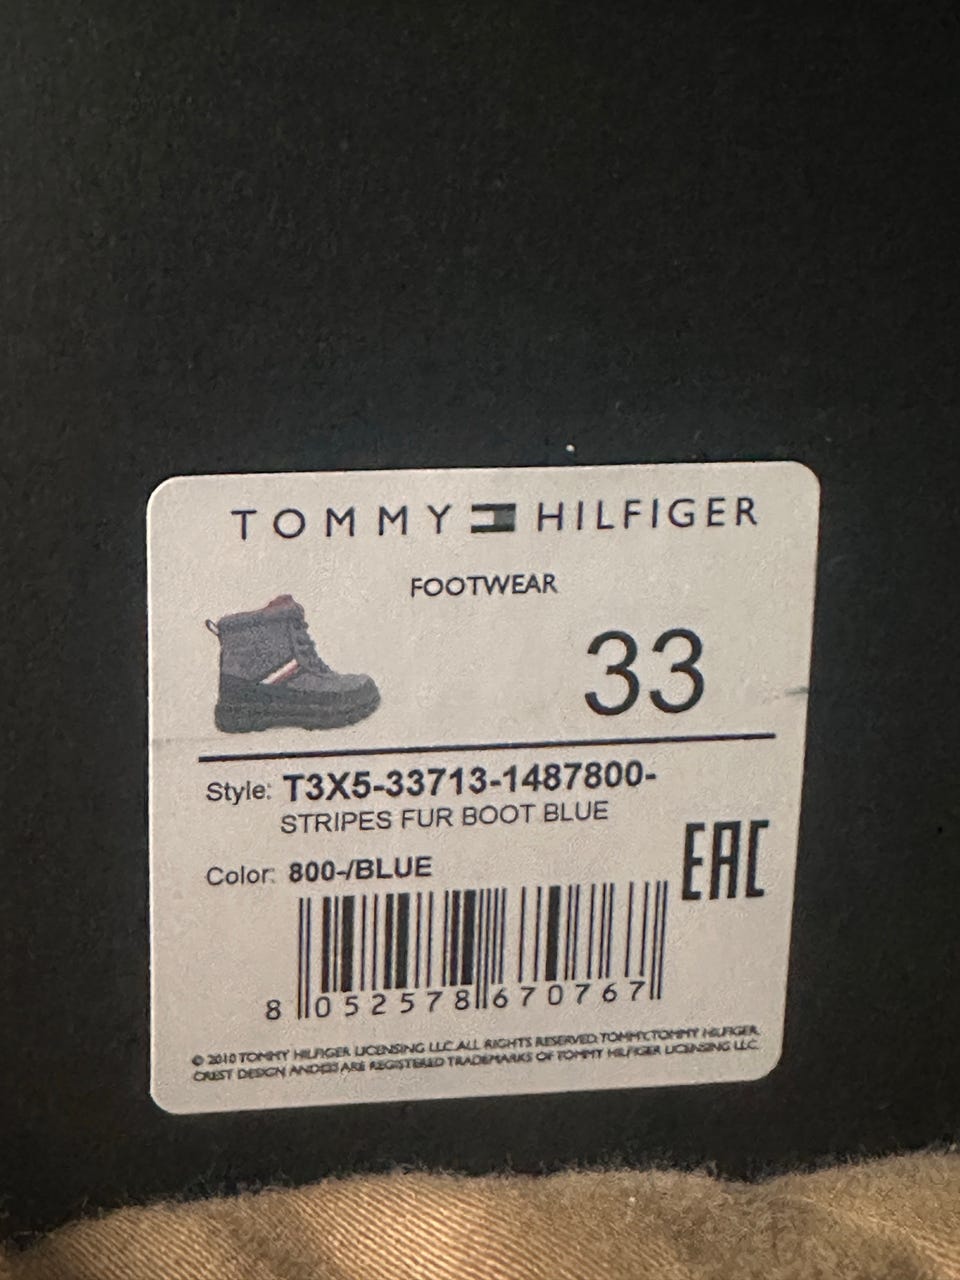 TOMMY HILFIGER
FOOTWEAR
33
Style: T3X5-33713-1487800-
STRIPES FUR BOOT BLUE
Color: 800-/BLUE
EAC
8 052578 670767
© 2010 TOMMY HILFIGER LICENSING LLC. ALL RIGHTS RESERVED. TOMMY, TOMMY HILFIGER,
CREST DESIGN AND ARE REGISTERED TRADEMARKS OF TOMMY HILFIGER LICENSING LLC.